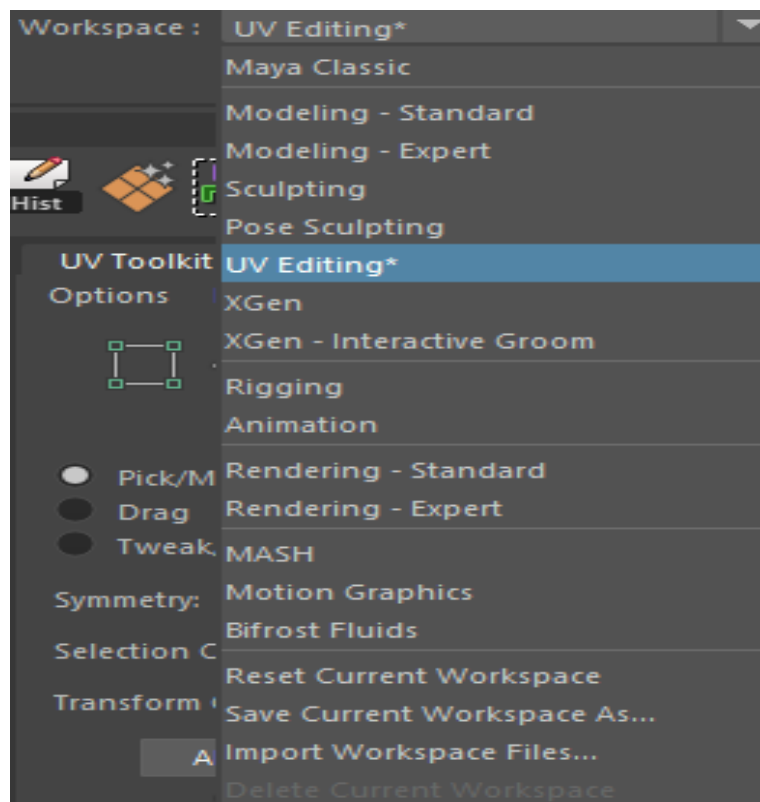 Workspace : UV Editing*
Maya Classic
Modeling - Standard
Modeling - Expert
Sculpting
Pose Sculpting
UV Editing*
XGen
XGen - Interactive Groom
Rigging
Animation
Rendering - Standard
Rendering - Expert
MASH
Motion Graphics
Bifrost Fluids
Reset Current Workspace
Save Current Workspace As...
Import Workspace Files...
Delete Current Workspace
Hist
UV Toolkit
Options
Pick/M
Drag
Tweak
Symmetry:
Selection C
Transform
A